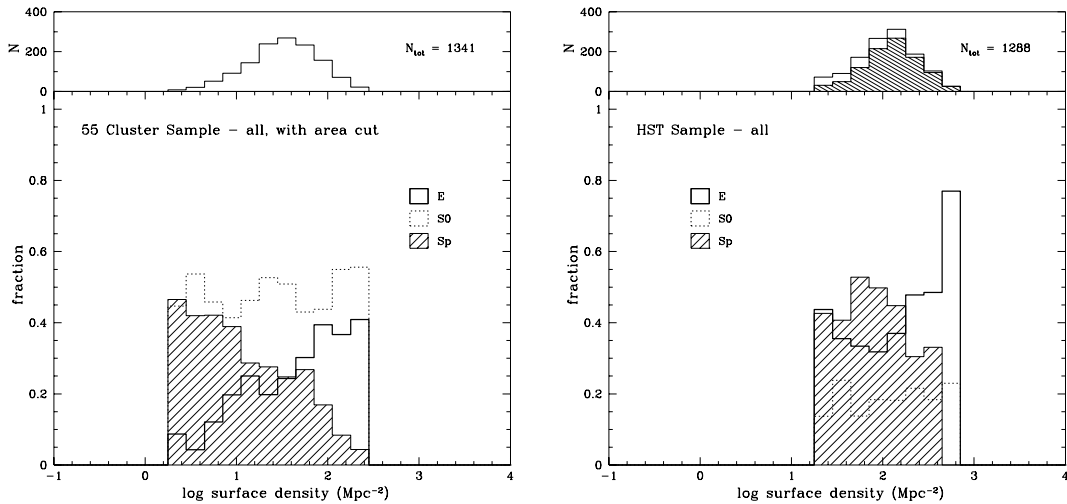 400
200
0
N
N_tot = 1341
1
0.8
0.6
0.4
0.2
0
fraction
55 Cluster Sample – all, with area cut
E
S0
Sp
-1
0
1
2
3
4
log surface density (Mpc⁻²)
400
200
0
N
N_tot = 1288
1
0.8
0.6
0.4
0.2
0
fraction
HST Sample – all
E
S0
Sp
-1
0
1
2
3
4
log surface density (Mpc⁻²)